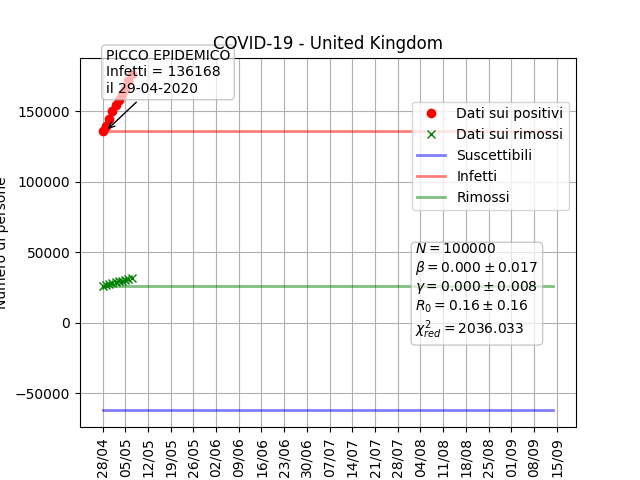 COVID-19 - United Kingdom
PICCO EPIDEMICO
Infetti = 136168
il 29-04-2020
Numero di persone
150000
100000
50000
0
−50000
Dati sui positivi
Dati sui rimossi
Suscettibili
Infetti
Rimossi
N = 100000
β = 0.000 ± 0.017
γ = 0.000 ± 0.008
R₀ = 0.16 ± 0.16
χ²red = 2036.033
28/04
05/05
12/05
19/05
26/05
02/06
09/06
16/06
23/06
30/06
07/07
14/07
21/07
28/07
04/08
11/08
18/08
25/08
01/09
08/09
15/09